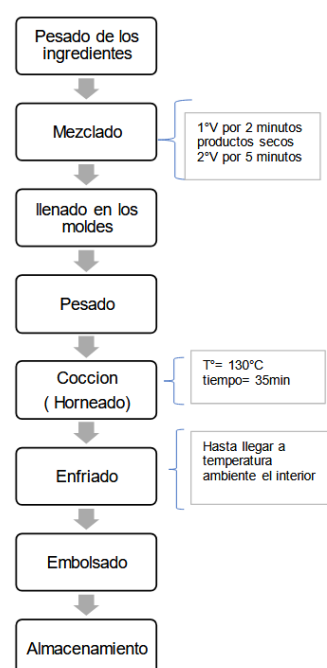 Pesado de los
ingredientes
Mezclado
1°V por 2 minutos
productos secos
2°V por 5 minutos
llenado en los
moldes
Pesado
Coccion
( Horneado)
T°= 130°C
tiempo= 35min
Enfriado
Hasta llegar a
temperatura
ambiente el interior
Embolsado
Almacenamiento